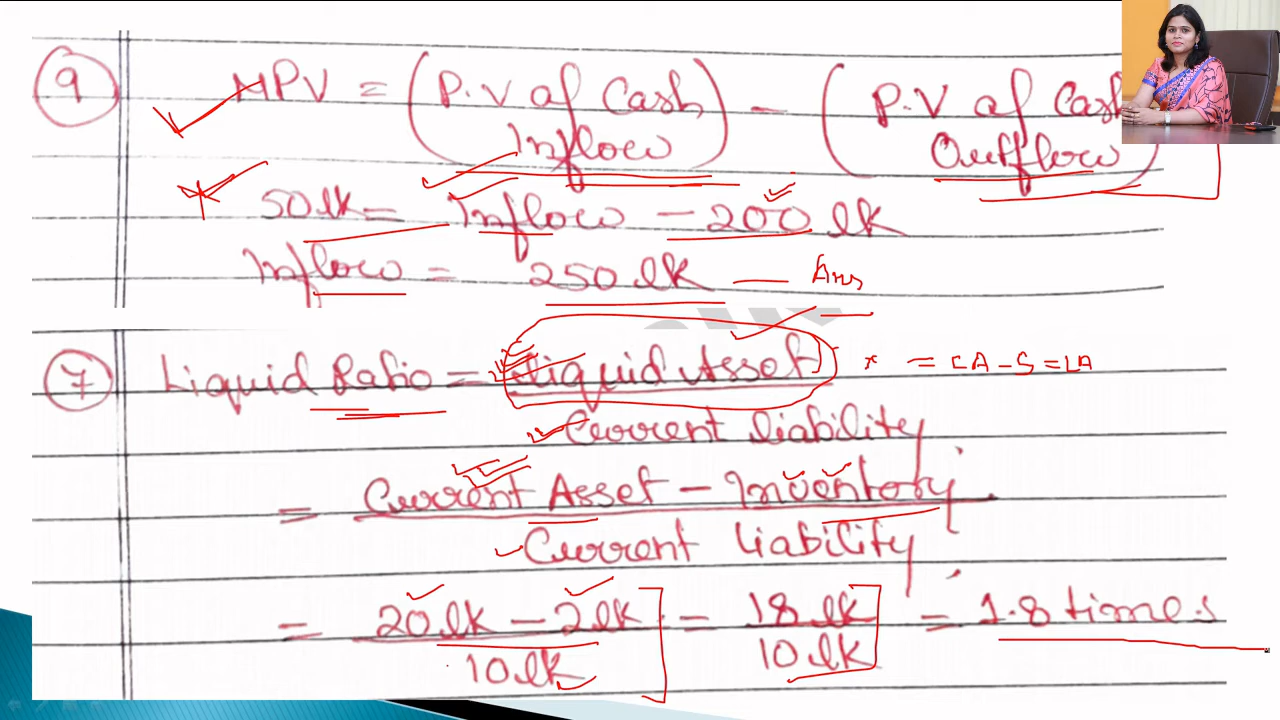 9 NPV = (P.V of Cash Inflow) - (P.V of Cash Outflow)
50 lk = Inflow - 200 lk
Inflow = 250 lk — Ans
7 Liquid Ratio = Liquid Asset * = CA - S = LA
Current liability
= Current Asset - Inventory
Current liability
= 20 lk - 2 lk = 18 lk = 1.8 times
10 lk 10 lk